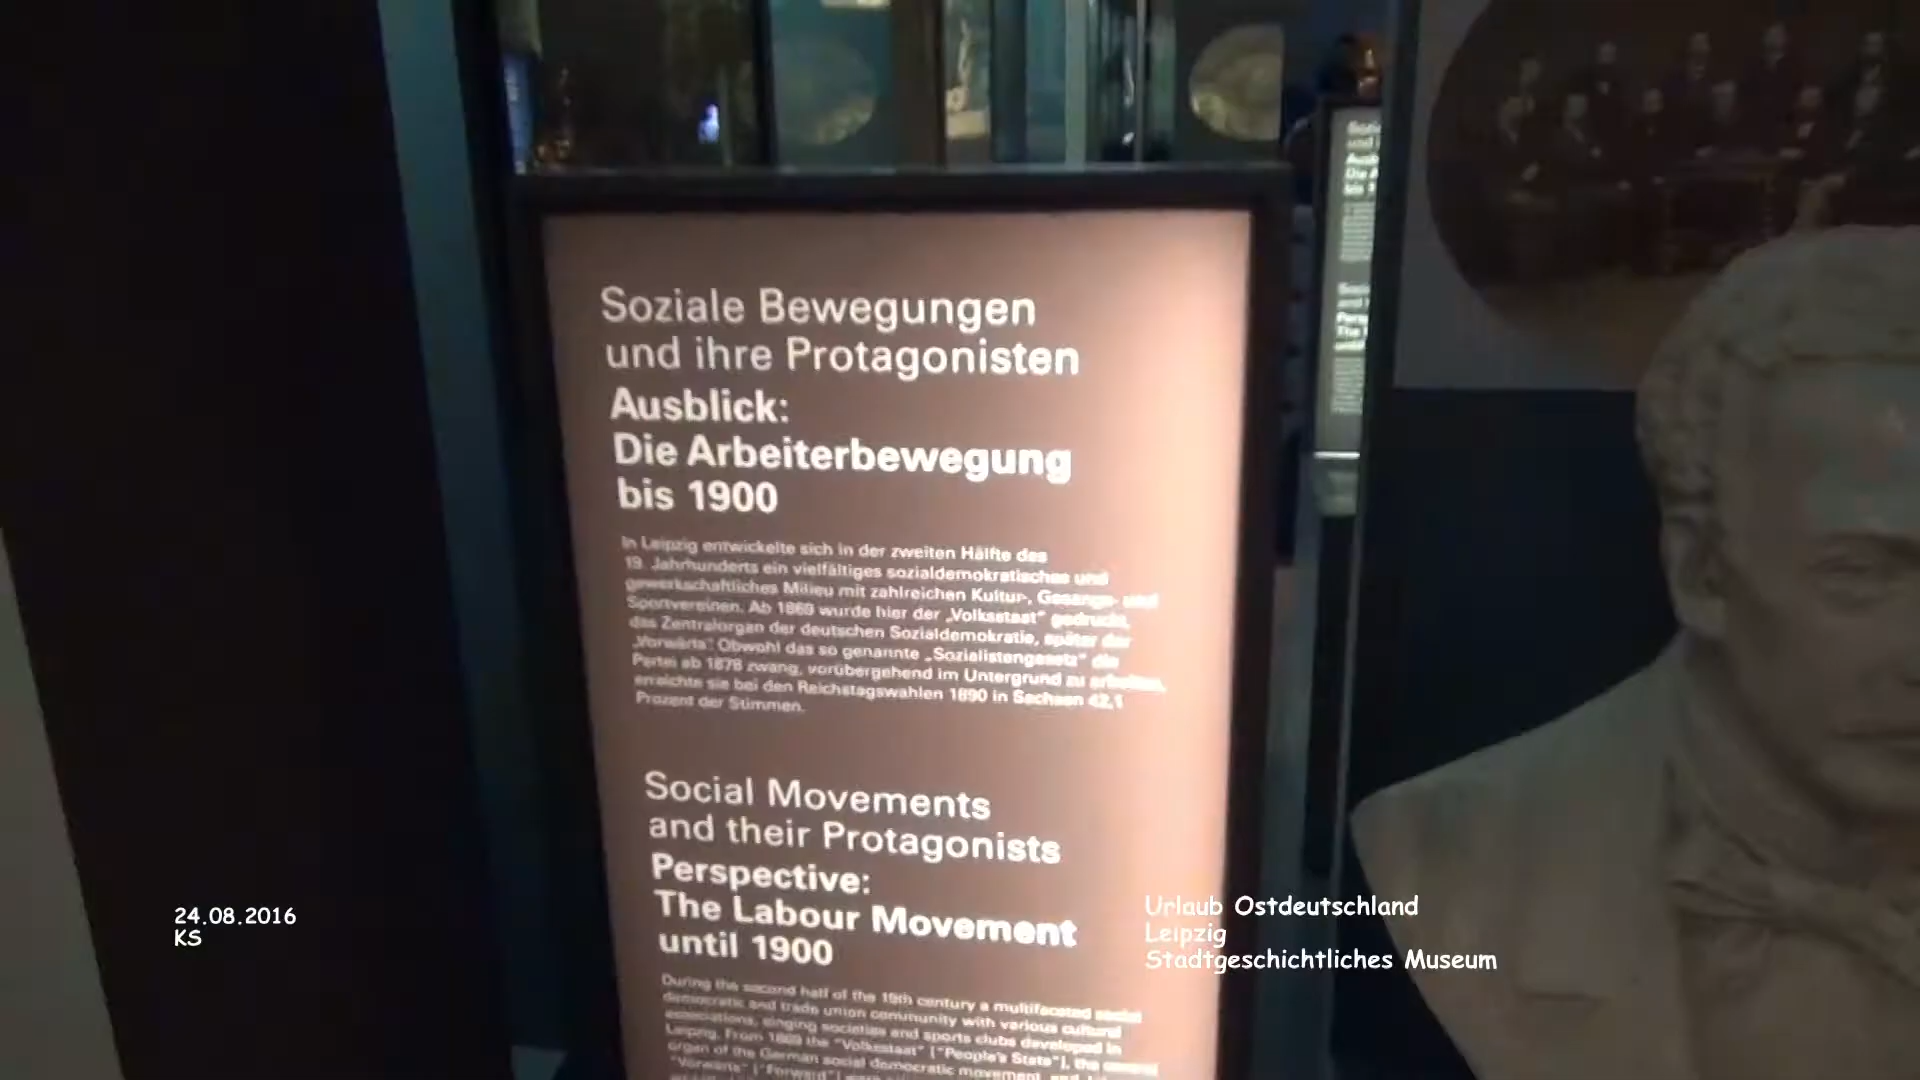 Soziale Bewegungen
und ihre Protagonisten
Ausblick:
Die Arbeiterbewegung
bis 1900
In Leipzig entwickelte sich in der zweiten Hälfte des
19. Jahrhunderts ein vielfältiges sozialdemokratisches und
gewerkschaftliches Milieu mit zahlreichen Kultur-, Gesangs- und
Sportvereinen. Ab 1869 wurde hier der „Volksstaat“ gedruckt,
das Zentralorgan der deutschen Sozialdemokratie, später der
„Vorwärts“. Obwohl das so genannte „Sozialistengesetz“ die
Partei ab 1878 zwang, vorübergehend im Untergrund zu arbeiten,
erreichte sie bei den Reichstagswahlen 1890 in Sachsen 42,1
Prozent der Stimmen.
Social Movements
and their Protagonists
Perspective:
The Labour Movement
until 1900
During the second half of the 19th century a multifaceted social
democratic and trade union community with various cultural
associations, singing societies and sports clubs developed in
Leipzig. From 1869 the "Volksstaat" ["People's State"], the central
organ of the German social democratic movement, and
"Vorwärts" ["Forward"] were
24.08.2016
KS
Urlaub Ostdeutschland
Leipzig
Stadtgeschichtliches Museum